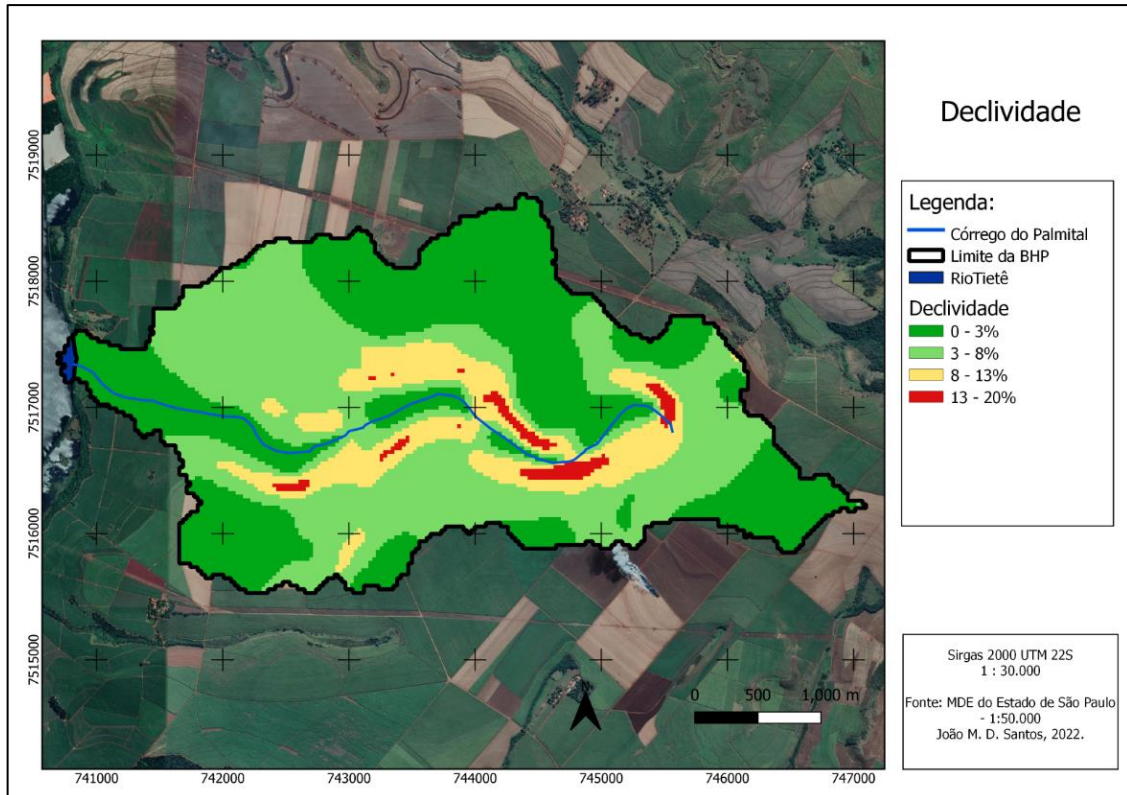 Declividade
Legenda:
Córrego do Palmital
Limite da BHP
RioTietê
Declividade
0 - 3%
3 - 8%
8 - 13%
13 - 20%
7519000
7518000
7517000
7516000
7515000
741000
742000
743000
744000
745000
746000
747000
N
0 500 1,000 m
Sirgas 2000 UTM 22S
1 : 30.000
Fonte: MDE do Estado de São Paulo
- 1:50.000
João M. D. Santos, 2022.